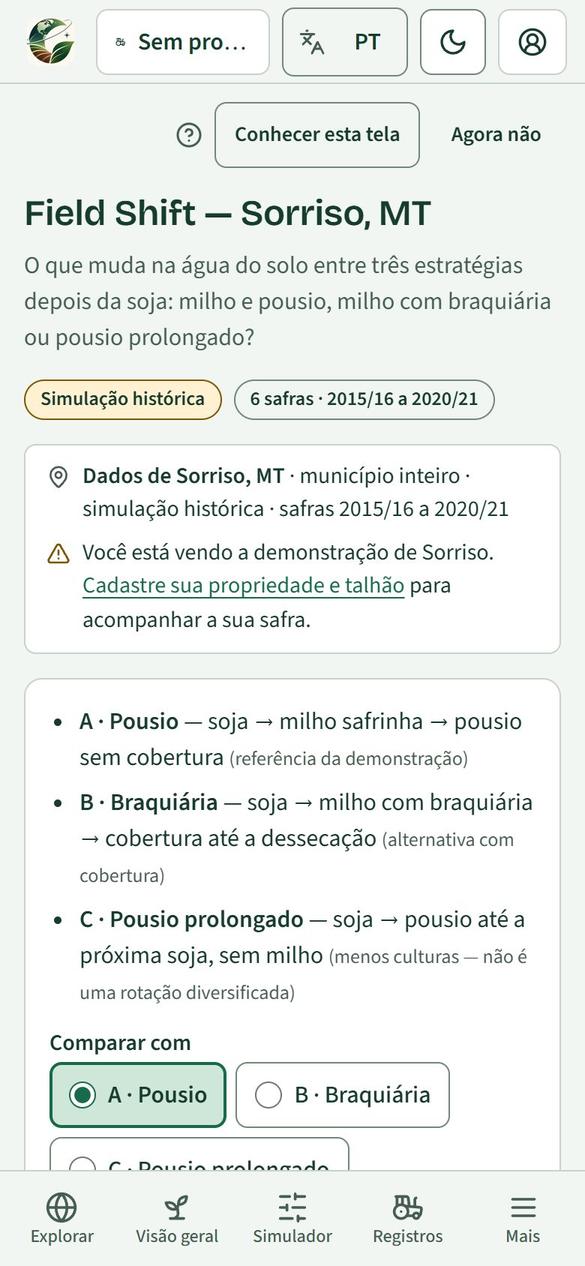 Sem pro…
PT
Conhecer esta tela
Agora não
Field Shift — Sorriso, MT
O que muda na água do solo entre três estratégias
depois da soja: milho e pousio, milho com braquiária
ou pousio prolongado?
Simulação histórica
6 safras · 2015/16 a 2020/21
Dados de Sorriso, MT · município inteiro ·
simulação histórica · safras 2015/16 a 2020/21
Você está vendo a demonstração de Sorriso.
Cadastre sua propriedade e talhão para
acompanhar a sua safra.
• A · Pousio — soja → milho safrinha → pousio
sem cobertura (referência da demonstração)
• B · Braquiária — soja → milho com braquiária
→ cobertura até a dessecação (alternativa com
cobertura)
• C · Pousio prolongado — soja → pousio até a
próxima soja, sem milho (menos culturas — não é
uma rotação diversificada)
Comparar com
A · Pousio
B · Braquiária
C · Pousio prolongado
Explorar
Visão geral
Simulador
Registros
Mais